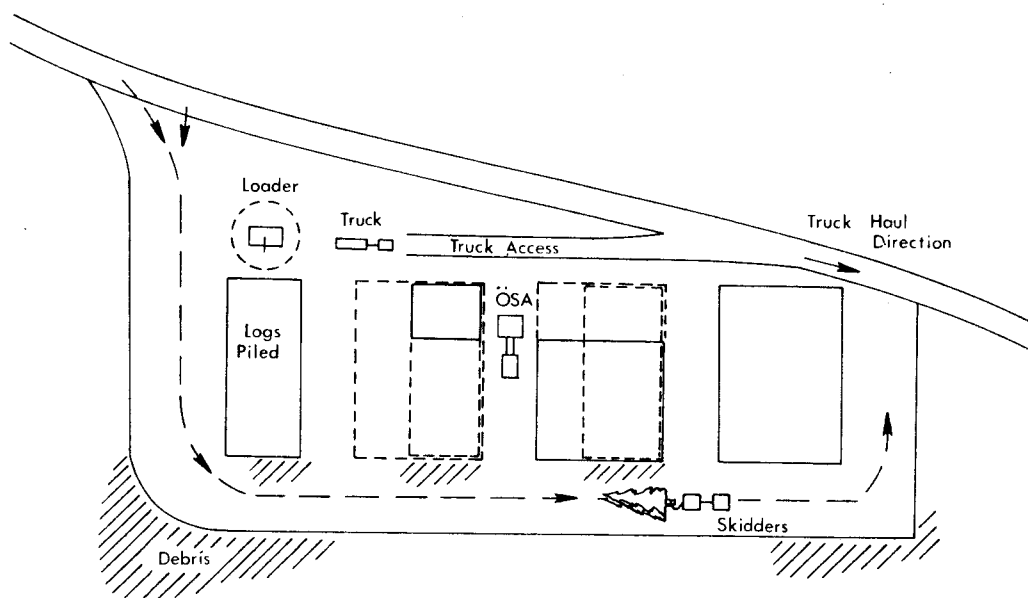 Loader
Truck
Truck Haul
Direction
Truck Access
ÖSA
Logs
Piled
Skidders
Debris